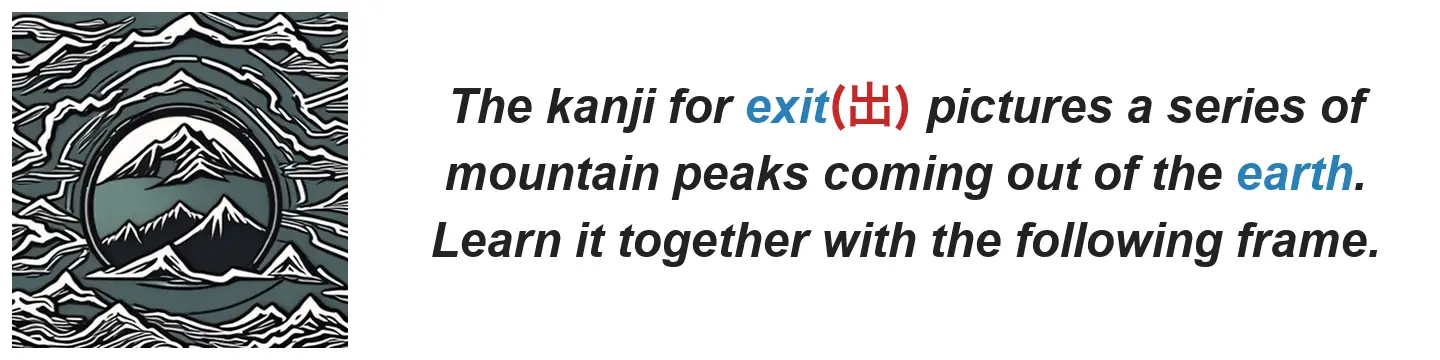 The kanji for exit(出) pictures a series of
mountain peaks coming out of the earth.
Learn it together with the following frame.